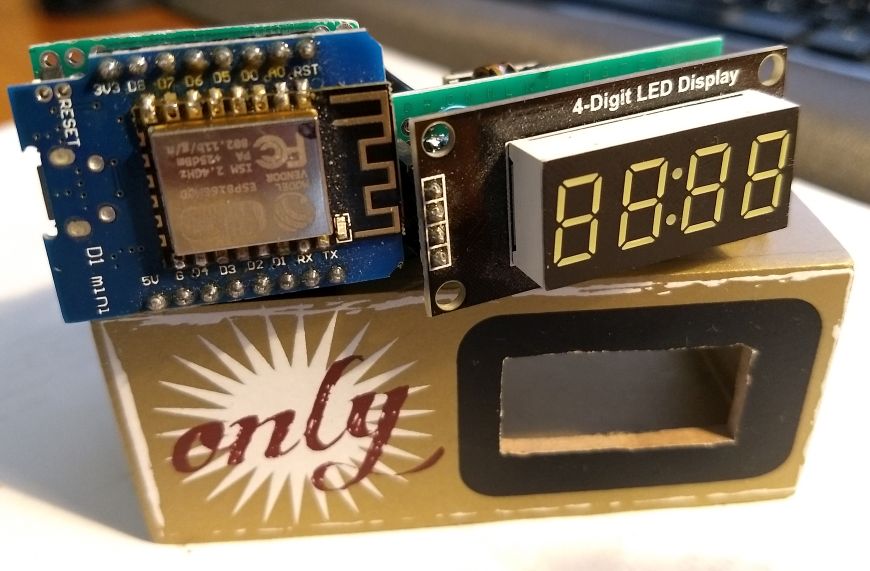 3V3 D8 D7 D6 D5 D0 A0 RST
RESET
MODEL ESP8266MOD
VENDOR
ISM 2.4GHz
PA +25dBm
802.11b/g/n
FC
D1 mini
5V G D4 D3 D2 D1 RX TX
4-Digit LED Display
88:88
only